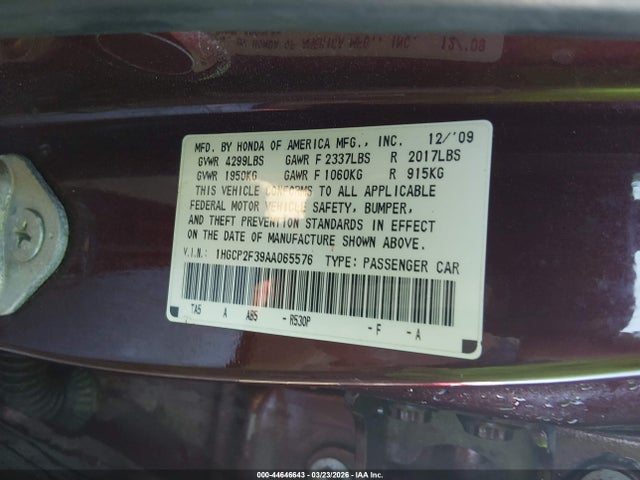 MFD. BY HONDA OF AMERICA MFG., INC. 12/'09
GVWR 4299LBS GAWR F 2337LBS R 2017LBS
GVWR 1950KG GAWR F 1060KG R 915KG
THIS VEHICLE CONFORMS TO ALL APPLICABLE
FEDERAL MOTOR VEHICLE SAFETY, BUMPER,
AND THEFT PREVENTION STANDARDS IN EFFECT
ON THE DATE OF MANUFACTURE SHOWN ABOVE.
V.I.N.: 1HGCP2F39AA065576 TYPE: PASSENGER CAR
TA5 A AB5 - R530P - F - A
000-44646643 | 03/23/2026 | IAA Inc.